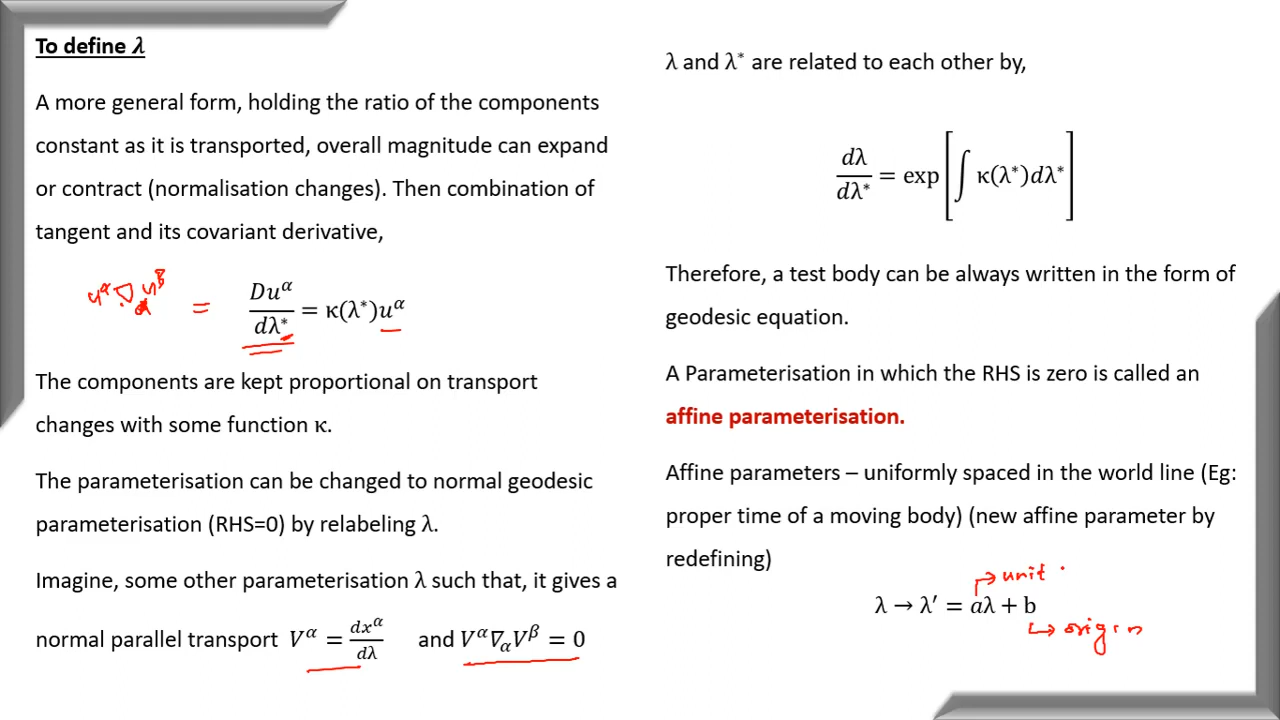 To define λ
A more general form, holding the ratio of the components
constant as it is transported, overall magnitude can expand
or contract (normalisation changes). Then combination of
tangent and its covariant derivative,
u^α ∇_α u^β = Du^α/dλ* = κ(λ*)u^α
The components are kept proportional on transport
changes with some function κ.
The parameterisation can be changed to normal geodesic
parameterisation (RHS=0) by relabeling λ.
Imagine, some other parameterisation λ such that, it gives a
normal parallel transport V^α = dx^α/dλ and V^α∇_αV^β = 0
λ and λ* are related to each other by,
dλ/dλ* = exp[∫ κ(λ*)dλ*]
Therefore, a test body can be always written in the form of
geodesic equation.
A Parameterisation in which the RHS is zero is called an
affine parameterisation.
Affine parameters – uniformly spaced in the world line (Eg:
proper time of a moving body) (new affine parameter by
redefining)
→ unit
λ → λ′ = aλ + b
↪ origin